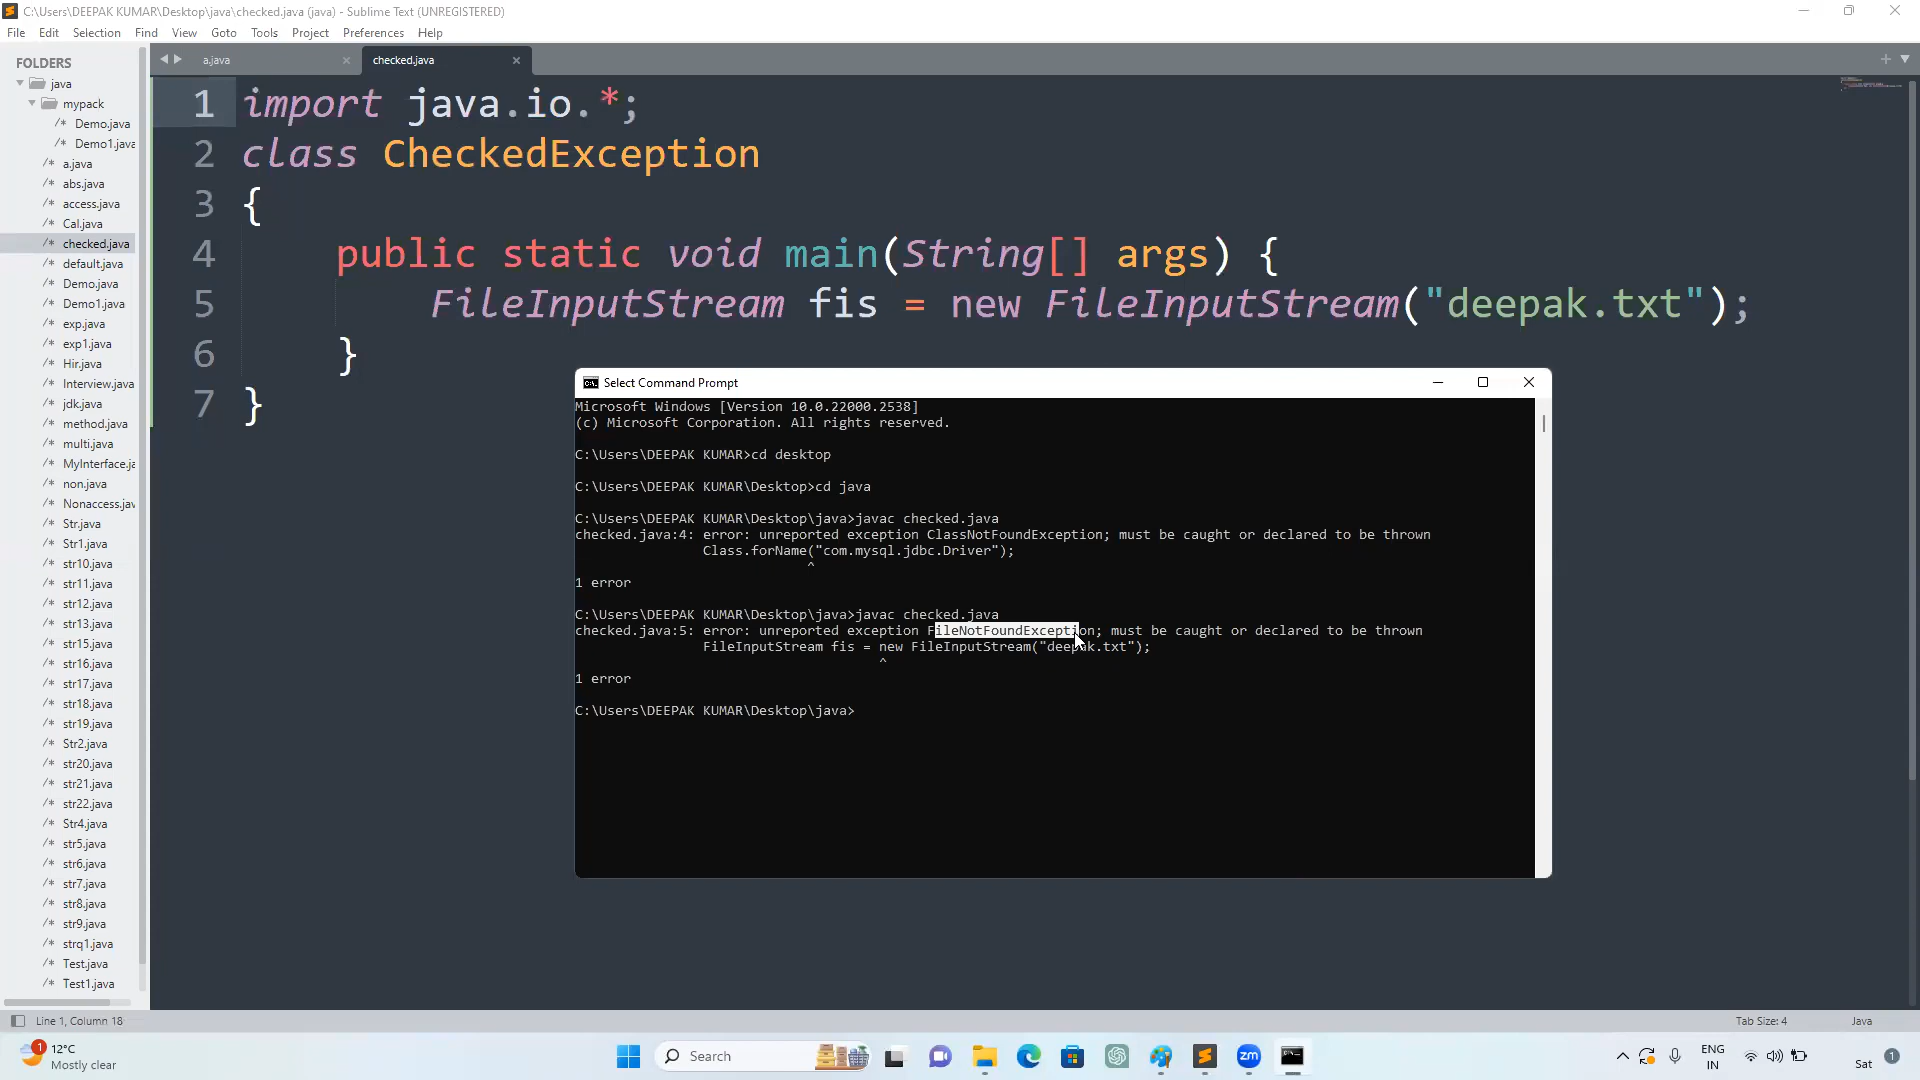 C:\Users\DEEPAK KUMAR\Desktop\java\checked.java (java) - Sublime Text (UNREGISTERED)
File Edit Selection Find View Goto Tools Project Preferences Help
FOLDERS
java
mypack
/* Demo.java
/* Demo1.java
/* a.java
/* abs.java
/* access.java
/* Cal.java
/* checked.java
/* default.java
/* Demo.java
/* Demo1.java
/* exp.java
/* exp1.java
/* Hir.java
/* Interview.java
/* jdk.java
/* method.java
/* multi.java
/* MyInterface.ja
/* non.java
/* Nonaccess.jav
/* Str.java
/* Str1.java
/* str10.java
/* str11.java
/* str12.java
/* str13.java
/* str14.java
/* str15.java
/* str16.java
/* str17.java
/* str18.java
/* str19.java
/* Str2.java
/* str20.java
/* str21.java
/* str22.java
/* Str4.java
/* str5.java
/* str6.java
/* str7.java
/* str8.java
/* str9.java
/* strq1.java
/* Test.java
/* Test1.java
a.java checked.java
1 import java.io.*;
2 class CheckedException
3 {
4 public static void main(String[] args) {
5 FileInputStream fis = new FileInputStream("deepak.txt");
6 }
7 }
Select Command Prompt
Microsoft Windows [Version 10.0.22000.2538]
(c) Microsoft Corporation. All rights reserved.
C:\Users\DEEPAK KUMAR>cd desktop
C:\Users\DEEPAK KUMAR\Desktop>cd java
C:\Users\DEEPAK KUMAR\Desktop\java>javac checked.java
checked.java:4: error: unreported exception ClassNotFoundException; must be caught or declared to be thrown
Class.forName("com.mysql.jdbc.Driver");
^
1 error
C:\Users\DEEPAK KUMAR\Desktop\java>javac checked.java
checked.java:5: error: unreported exception FileNotFoundException; must be caught or declared to be thrown
FileInputStream fis = new FileInputStream("deepak.txt");
^
1 error
C:\Users\DEEPAK KUMAR\Desktop\java>
Line 1, Column 18
Tab Size: 4
Java
1
12°C
Mostly clear
Search
zm
ENG
IN
Sat
1